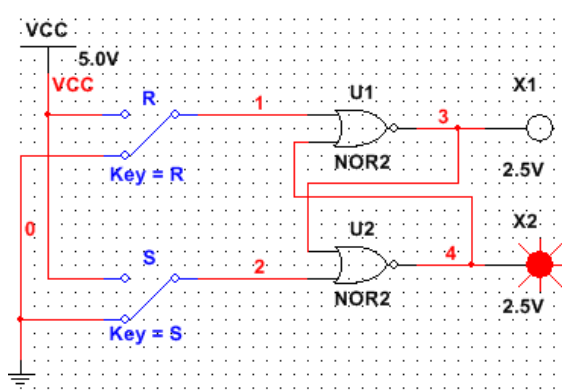 VCC
5.0V
VCC
R
1
U1
3
X1
Key = R
NOR2
2.5V
0
S
2
U2
4
X2
Key = S
NOR2
2.5V